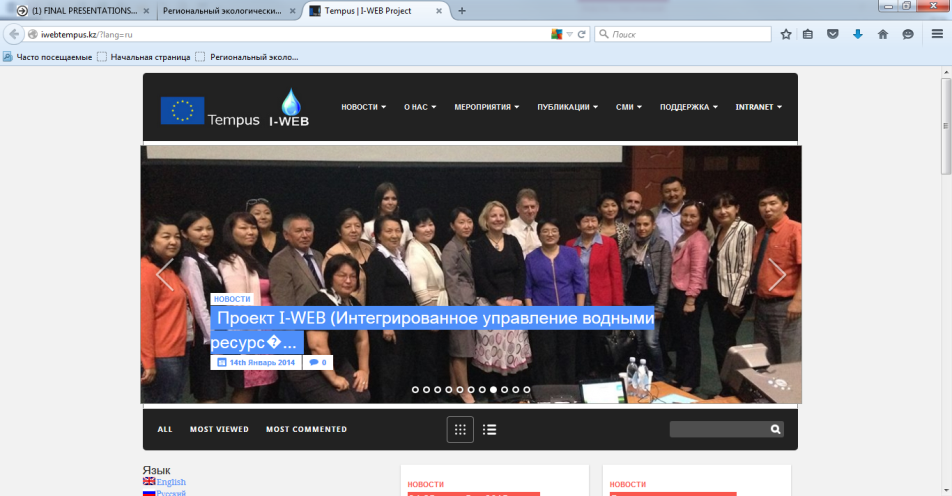 (1) FINAL PRESENTATIONS...
Региональный экологически...
Tempus | I-WEB Project
iwebtempus.kz/?lang=ru
Поиск
Часто посещаемые
Начальная страница
Региональный эколо...
Tempus
I-WEB
НОВОСТИ
О НАС
МЕРОПРИЯТИЯ
ПУБЛИКАЦИИ
СМИ
ПОДДЕРЖКА
INTRANET
НОВОСТИ
Проект I-WEB (Интегрированное управление водными
ресурс�...
14th Январь 2014
0
ALL
MOST VIEWED
MOST COMMENTED
Язык
English
Русский
НОВОСТИ
НОВОСТИ